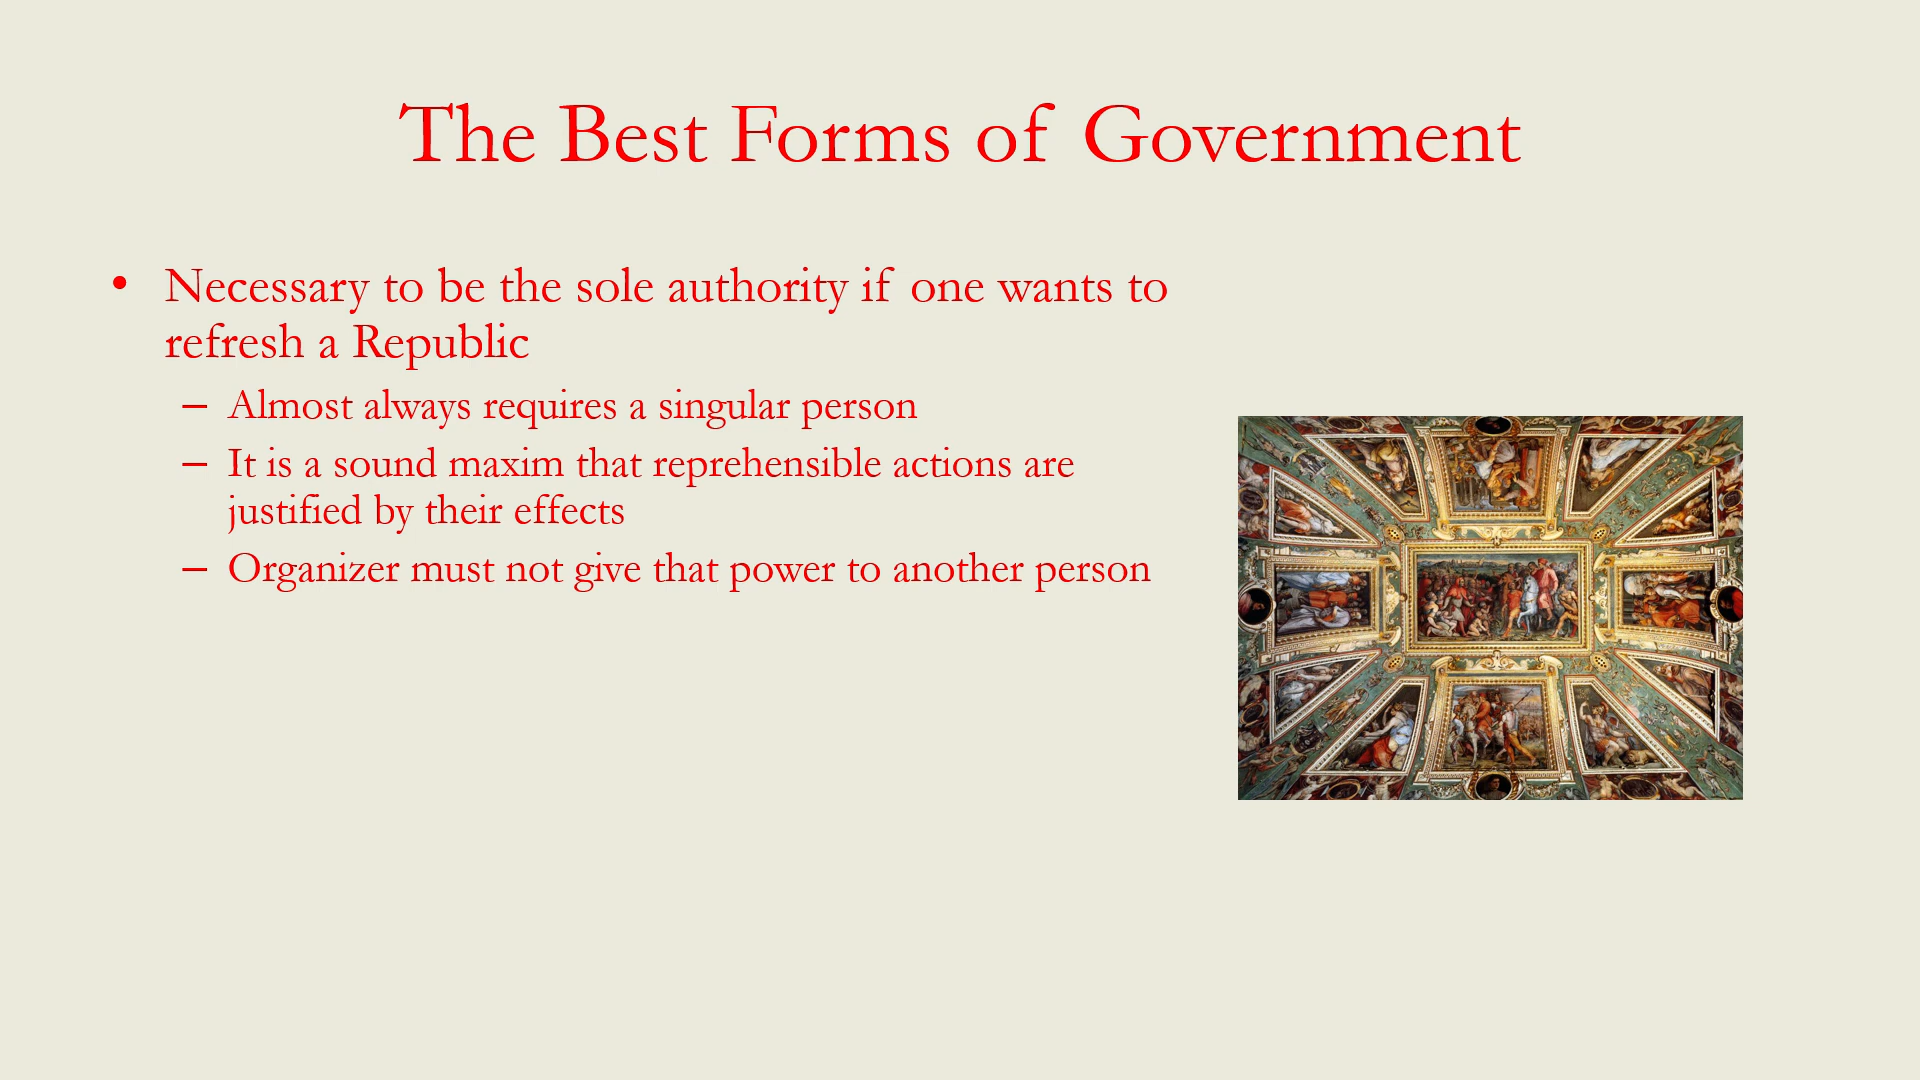 The Best Forms of Government
• Necessary to be the sole authority if one wants to
refresh a Republic
– Almost always requires a singular person
– It is a sound maxim that reprehensible actions are
justified by their effects
– Organizer must not give that power to another person